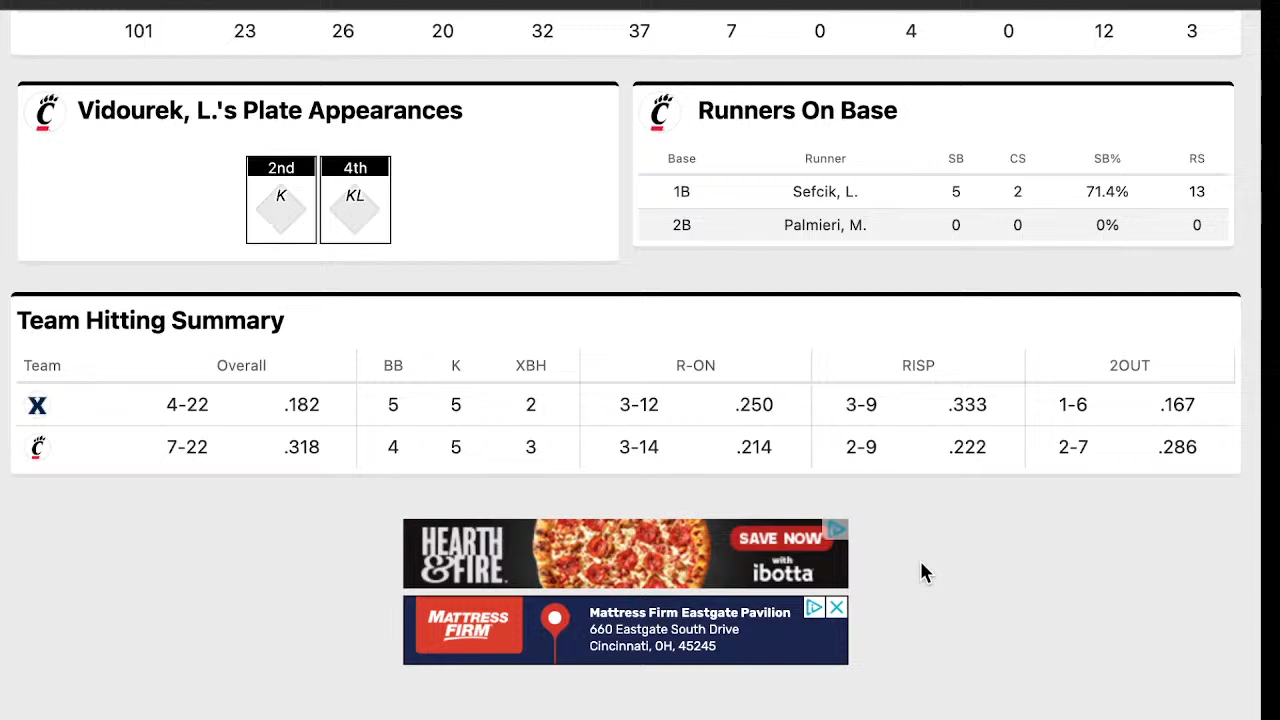 101 23 26 20 32 37 7 0 4 0 12 3
C Vidourek, L.'s Plate Appearances
2nd 4th
K KL
C Runners On Base
Base Runner SB CS SB% RS
1B Sefcik, L. 5 2 71.4% 13
2B Palmieri, M. 0 0 0% 0
Team Hitting Summary
Team Overall BB K XBH R-ON RISP 2OUT
X 4-22 .182 5 5 2 3-12 .250 3-9 .333 1-6 .167
C 7-22 .318 4 5 3 3-14 .214 2-9 .222 2-7 .286
HEARTH
&FIRE.
SAVE NOW
with
ibotta
MATTRESS
FIRM
Mattress Firm Eastgate Pavilion
660 Eastgate South Drive
Cincinnati, OH, 45245